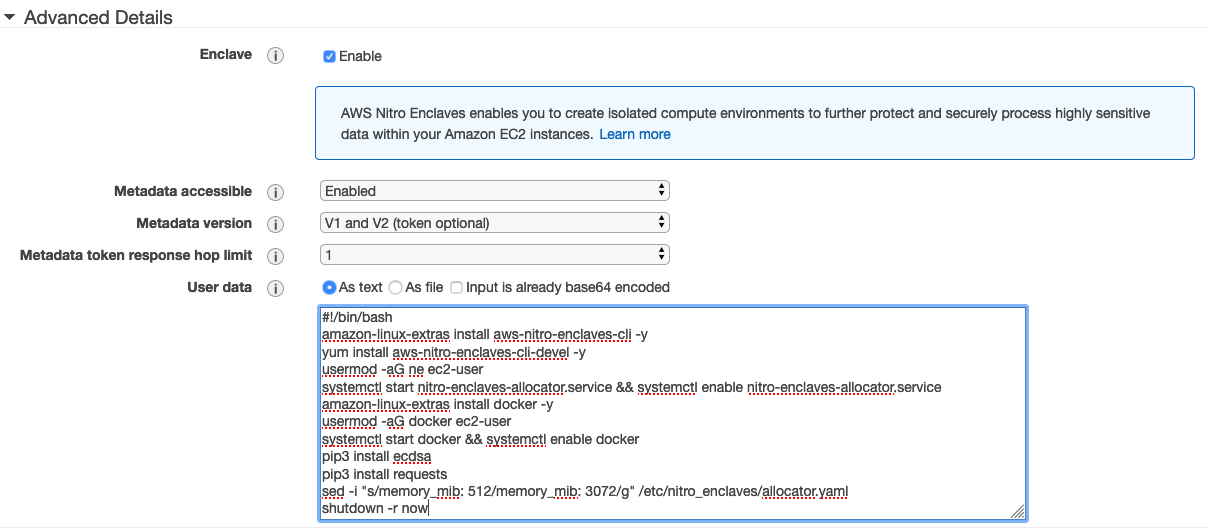 Advanced Details
Enclave i Enable
AWS Nitro Enclaves enables you to create isolated compute environments to further protect and securely process highly sensitive
data within your Amazon EC2 instances. Learn more
Metadata accessible i Enabled
Metadata version i V1 and V2 (token optional)
Metadata token response hop limit i 1
User data i As text As file Input is already base64 encoded
#!/bin/bash
amazon-linux-extras install aws-nitro-enclaves-cli -y
yum install aws-nitro-enclaves-cli-devel -y
usermod -aG ne ec2-user
systemctl start nitro-enclaves-allocator.service && systemctl enable nitro-enclaves-allocator.service
amazon-linux-extras install docker -y
usermod -aG docker ec2-user
systemctl start docker && systemctl enable docker
pip3 install ecdsa
pip3 install requests
sed -i "s/memory_mib: 512/memory_mib: 3072/g" /etc/nitro_enclaves/allocator.yaml
shutdown -r now